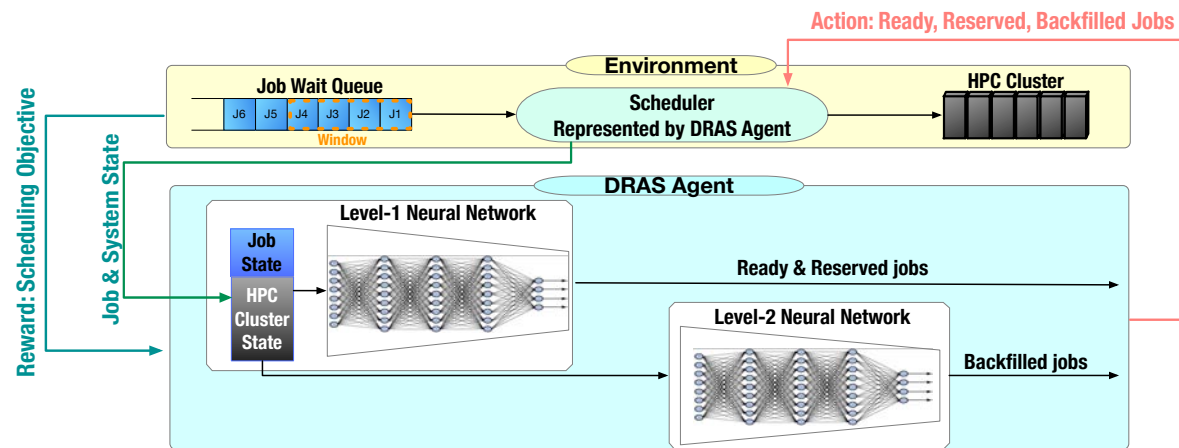 Action: Ready, Reserved, Backfilled Jobs
Environment
Job Wait Queue
J6 J5 J4 J3 J2 J1
Window
Scheduler
Represented by DRAS Agent
HPC Cluster
Reward: Scheduling Objective
Job & System State
DRAS Agent
Level-1 Neural Network
Job
State
HPC
Cluster
State
Ready & Reserved jobs
Level-2 Neural Network
Backfilled jobs